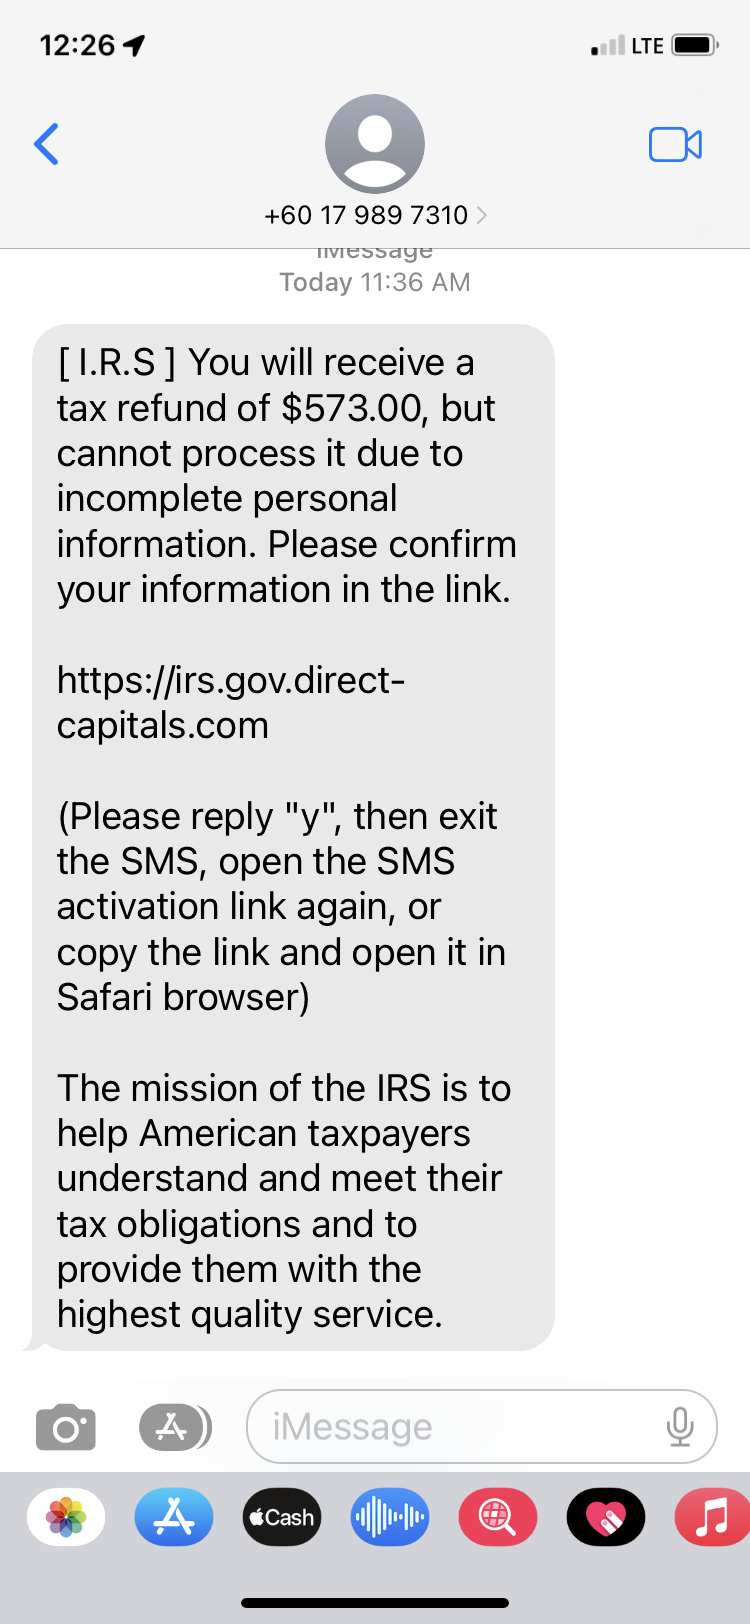 12:26
LTE
+60 17 989 7310
iMessage
Today 11:36 AM
[ I.R.S ] You will receive a
tax refund of $573.00, but
cannot process it due to
incomplete personal
information. Please confirm
your information in the link.
https://irs.gov.direct-
capitals.com
(Please reply "y", then exit
the SMS, open the SMS
activation link again, or
copy the link and open it in
Safari browser)
The mission of the IRS is to
help American taxpayers
understand and meet their
tax obligations and to
provide them with the
highest quality service.
iMessage
Cash